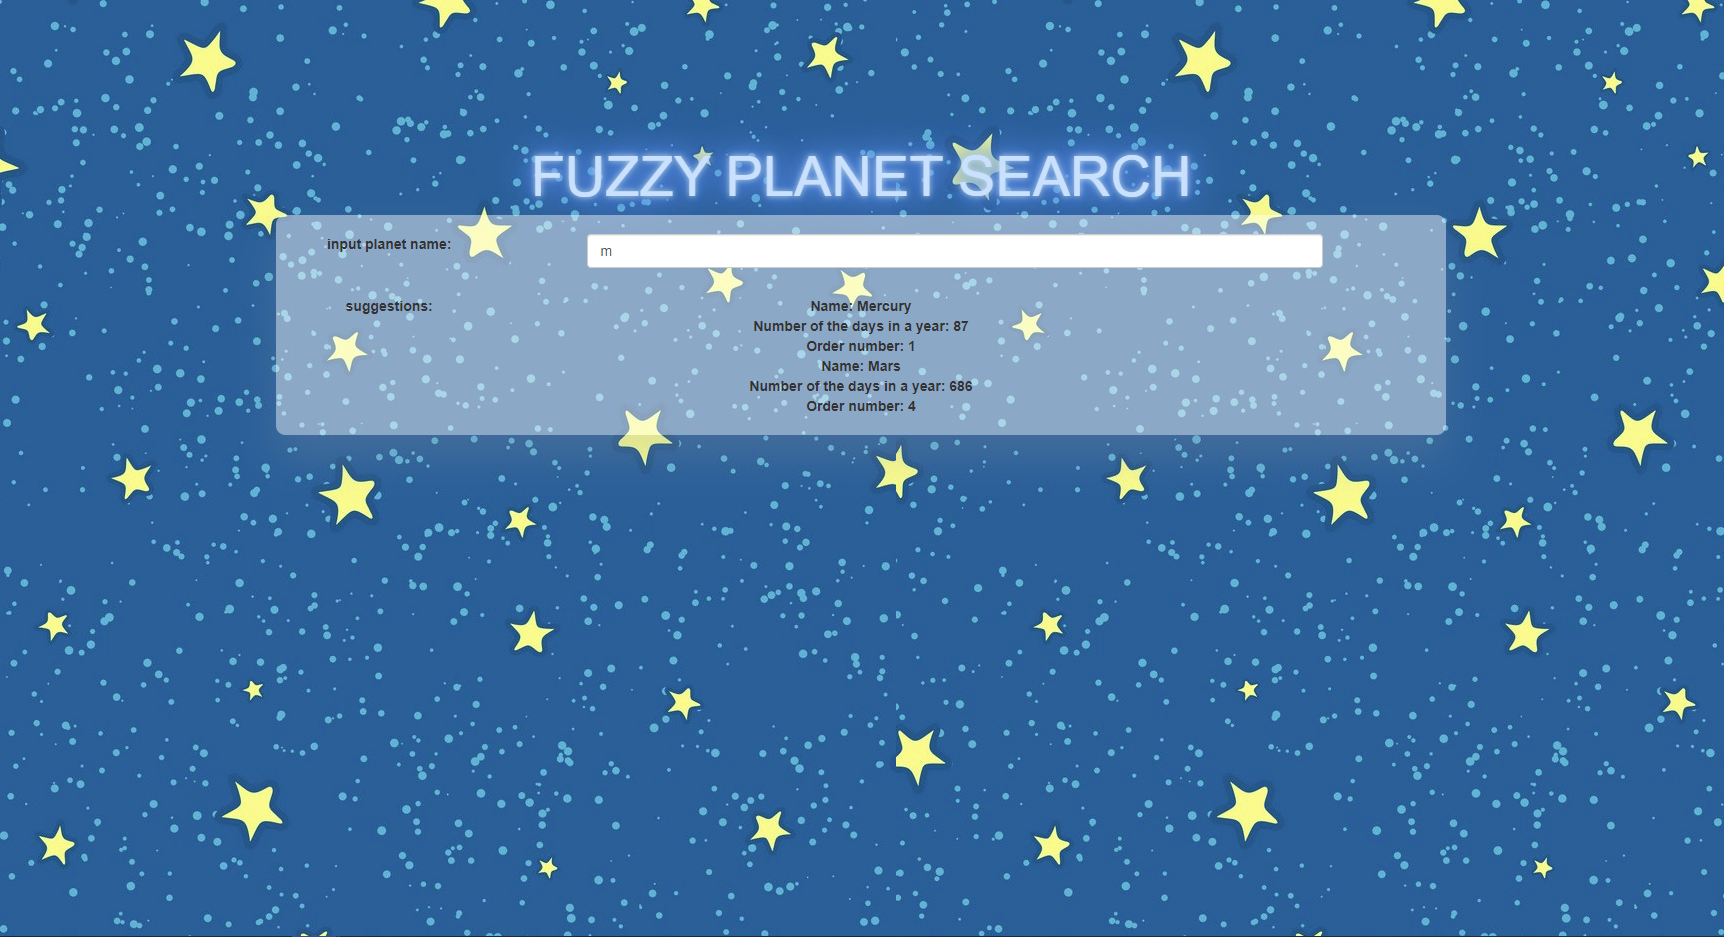 FUZZY PLANET SEARCH
input planet name:
m
suggestions:
Name: Mercury
Number of the days in a year: 87
Order number: 1
Name: Mars
Number of the days in a year: 686
Order number: 4